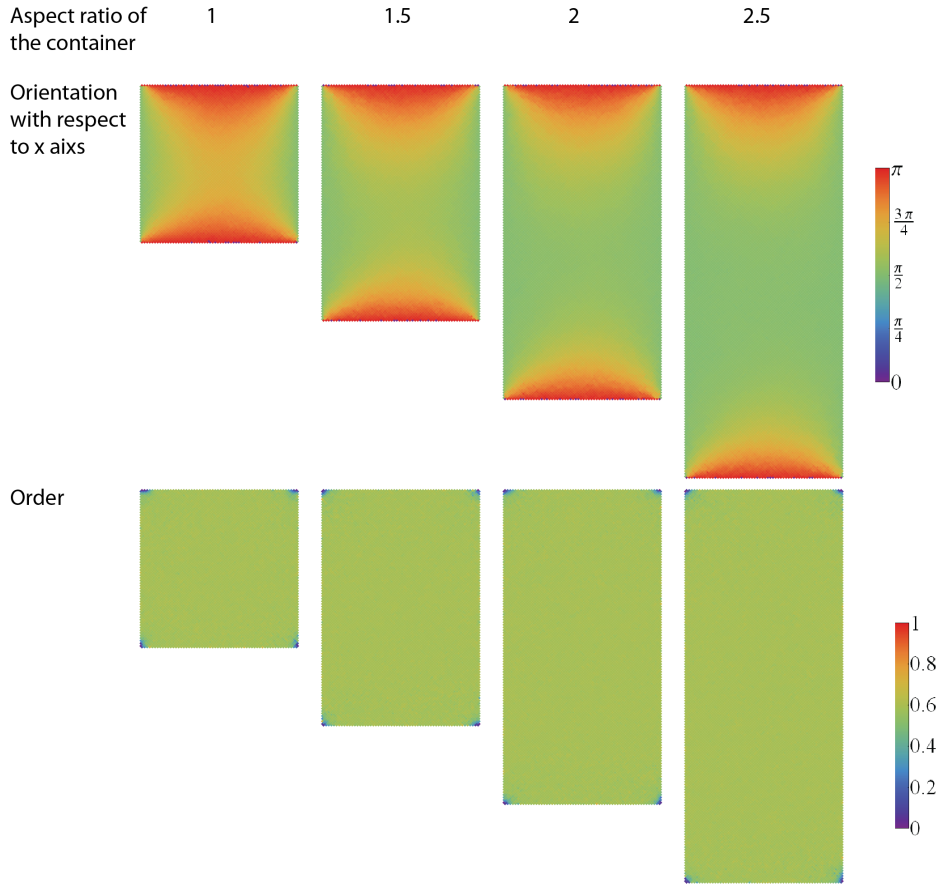 Aspect ratio of 1 1.5 2 2.5
the container
Orientation
with respect
to x aixs
π
3 π
4
π
2
π
4
0
Order
1
0.8
0.6
0.4
0.2
0